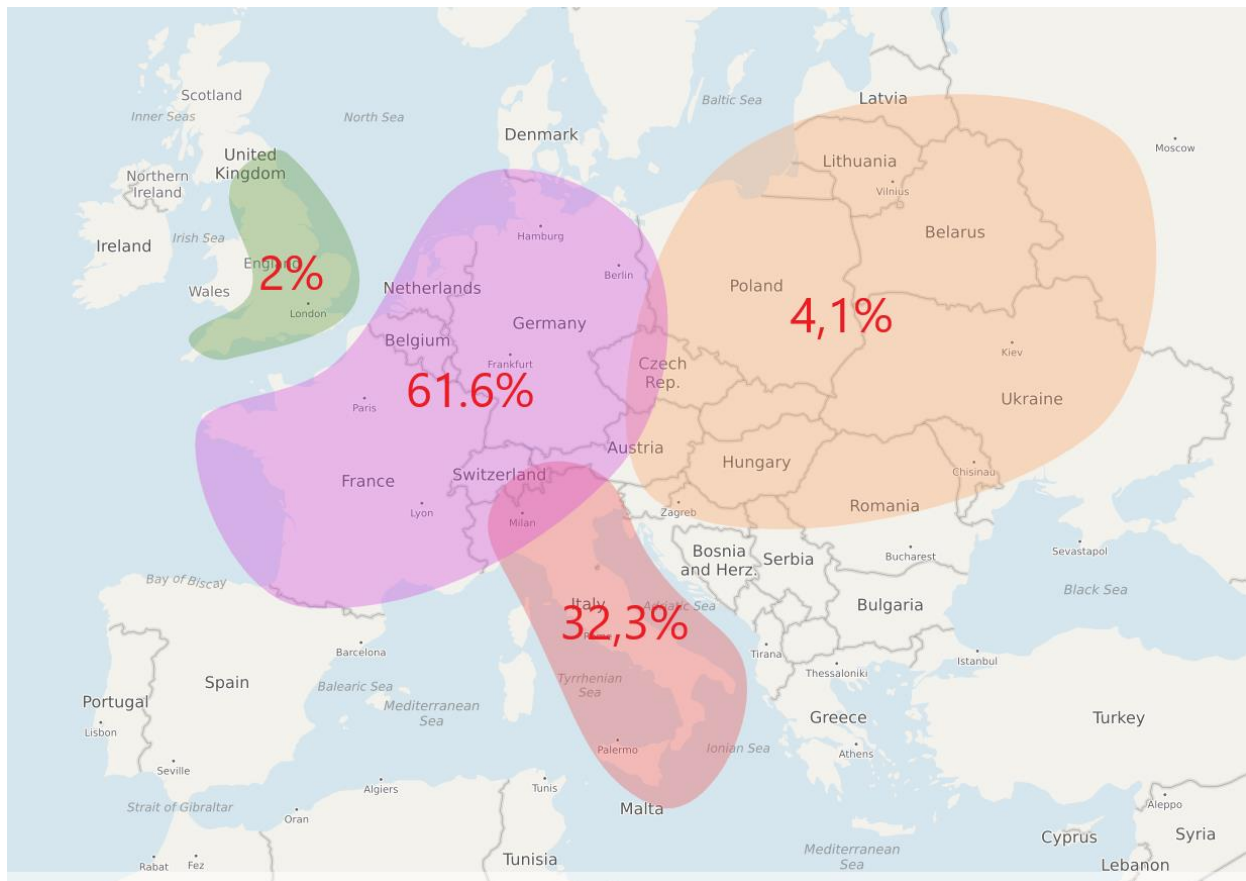 Scotland
Inner Seas
North Sea
Baltic Sea
Latvia
Denmark
Moscow
United
Kingdom
Northern
Ireland
Lithuania
Vilnius
Ireland
Irish Sea
Hamburg
Belarus
England
2%
Berlin
Wales
London
Netherlands
Poland
4,1%
Germany
Belgium
Frankfurt
Czech
Rep.
Kiev
61.6%
Paris
Ukraine
Austria
Hungary
Switzerland
France
Chisinau
Lyon
Milan
Zagreb
Romania
Bosnia
and Herz.
Serbia
Bucharest
Sevastapol
Bay of Biscay
Black Sea
Italy
Adriatic Sea
32,3%
Rome
Bulgaria
Barcelona
Tirana
Istanbul
Thessaloniki
Spain
Balearic Sea
Tyrrhenian
Sea
Portugal
Lisbon
Mediterranean
Sea
Greece
Turkey
Palermo
Ionian Sea
Athens
Seville
Algiers
Tunis
Strait of Gibraltar
Oran
Malta
Aleppo
Cyprus
Syria
Mediterranean
Sea
Rabat
Fez
Tunisia
Lebanon